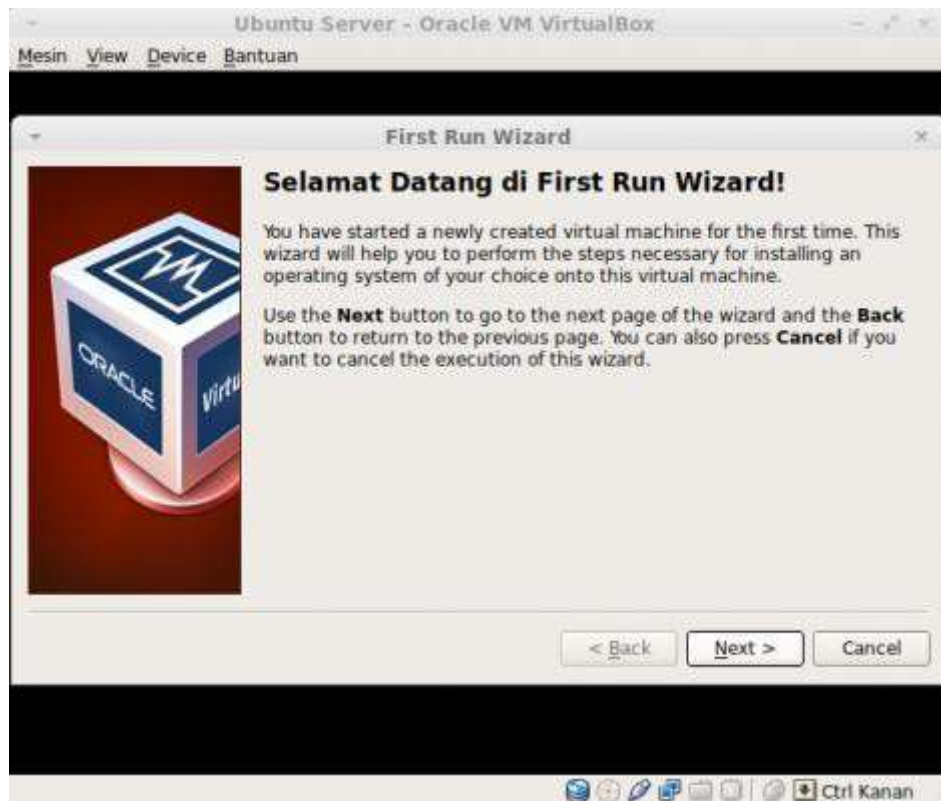 Ubuntu Server - Oracle VM VirtualBox
Mesin View Device Bantuan
First Run Wizard
Selamat Datang di First Run Wizard!
You have started a newly created virtual machine for the first time. This
wizard will help you to perform the steps necessary for installing an
operating system of your choice onto this virtual machine.
Use the Next button to go to the next page of the wizard and the Back
button to return to the previous page. You can also press Cancel if you
want to cancel the execution of this wizard.
ORACLE
Virtu
< Back Next > Cancel
Ctrl Kanan